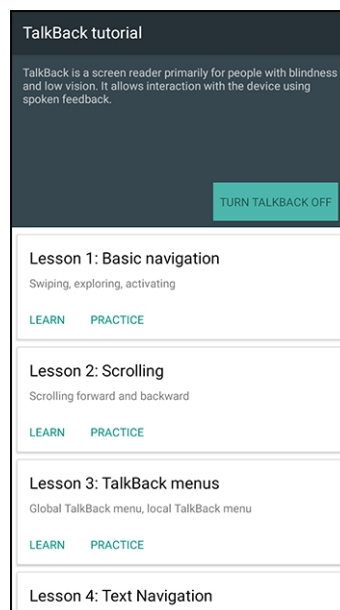 TalkBack tutorial
TalkBack is a screen reader primarily for people with blindness
and low vision. It allows interaction with the device using
spoken feedback.
TURN TALKBACK OFF
Lesson 1: Basic navigation
Swiping, exploring, activating
LEARN PRACTICE
Lesson 2: Scrolling
Scrolling forward and backward
LEARN PRACTICE
Lesson 3: TalkBack menus
Global TalkBack menu, local TalkBack menu
LEARN PRACTICE
Lesson 4: Text Navigation